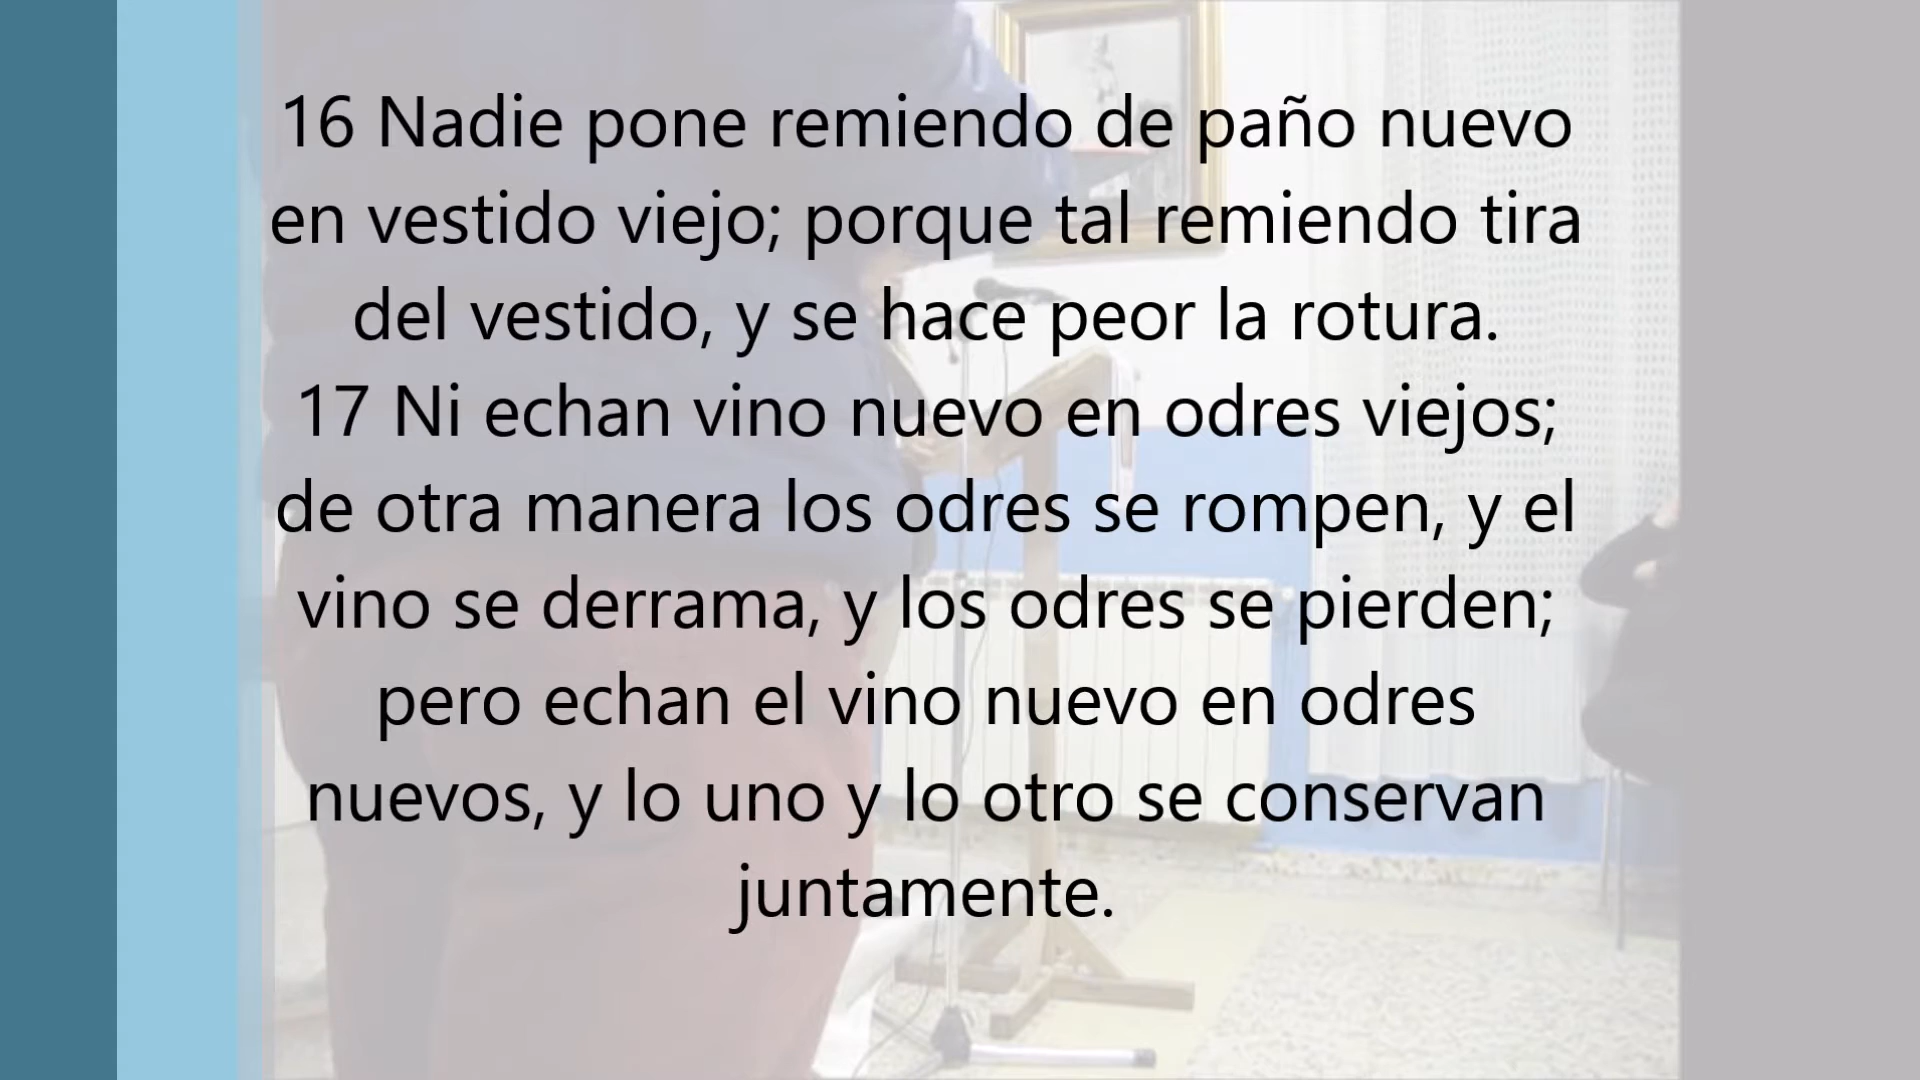 16 Nadie pone remiendo de paño nuevo
en vestido viejo; porque tal remiendo tira
del vestido, y se hace peor la rotura.
17 Ni echan vino nuevo en odres viejos;
de otra manera los odres se rompen, y el
vino se derrama, y los odres se pierden;
pero echan el vino nuevo en odres
nuevos, y lo uno y lo otro se conservan
juntamente.